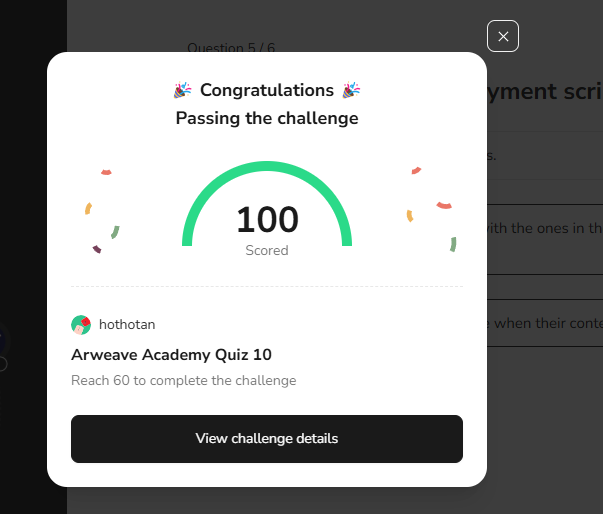 Question 5 / 6
Congratulations
Passing the challenge
yment scri
s.
100
Scored
with the ones in th
when their conte
hothotan
Arweave Academy Quiz 10
Reach 60 to complete the challenge
View challenge details